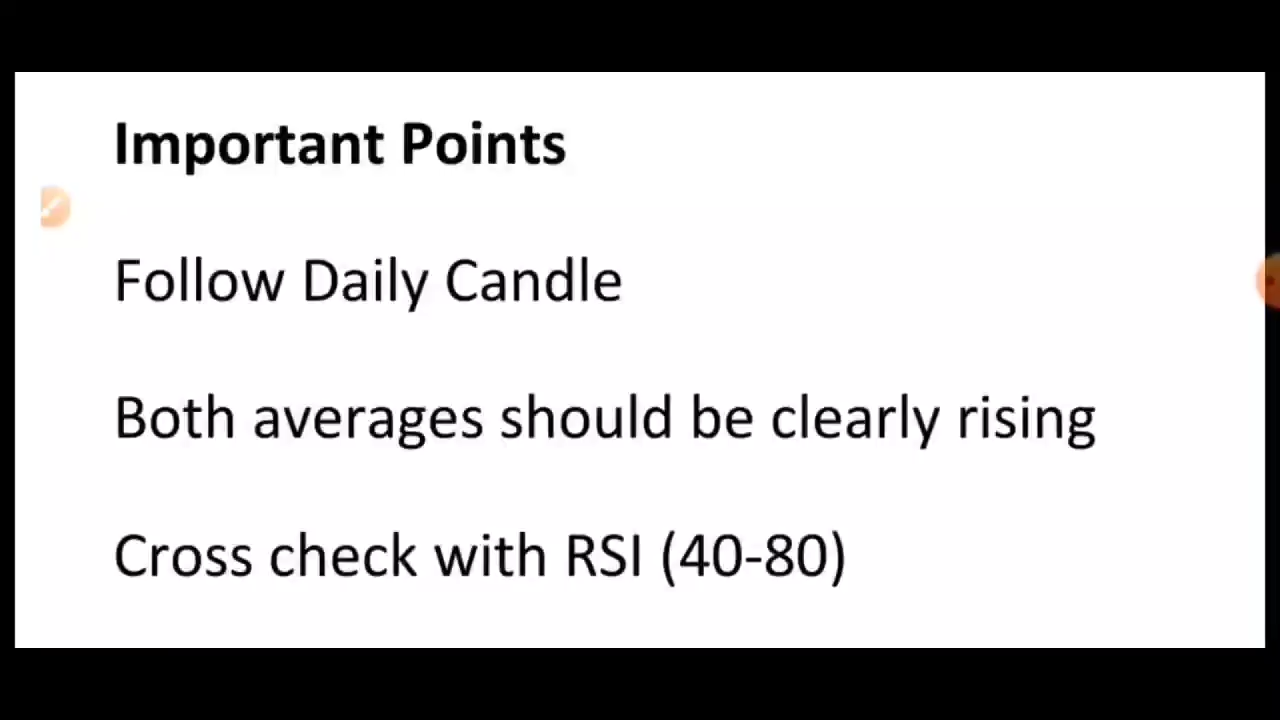 Important Points
Follow Daily Candle
Both averages should be clearly rising
Cross check with RSI (40-80)